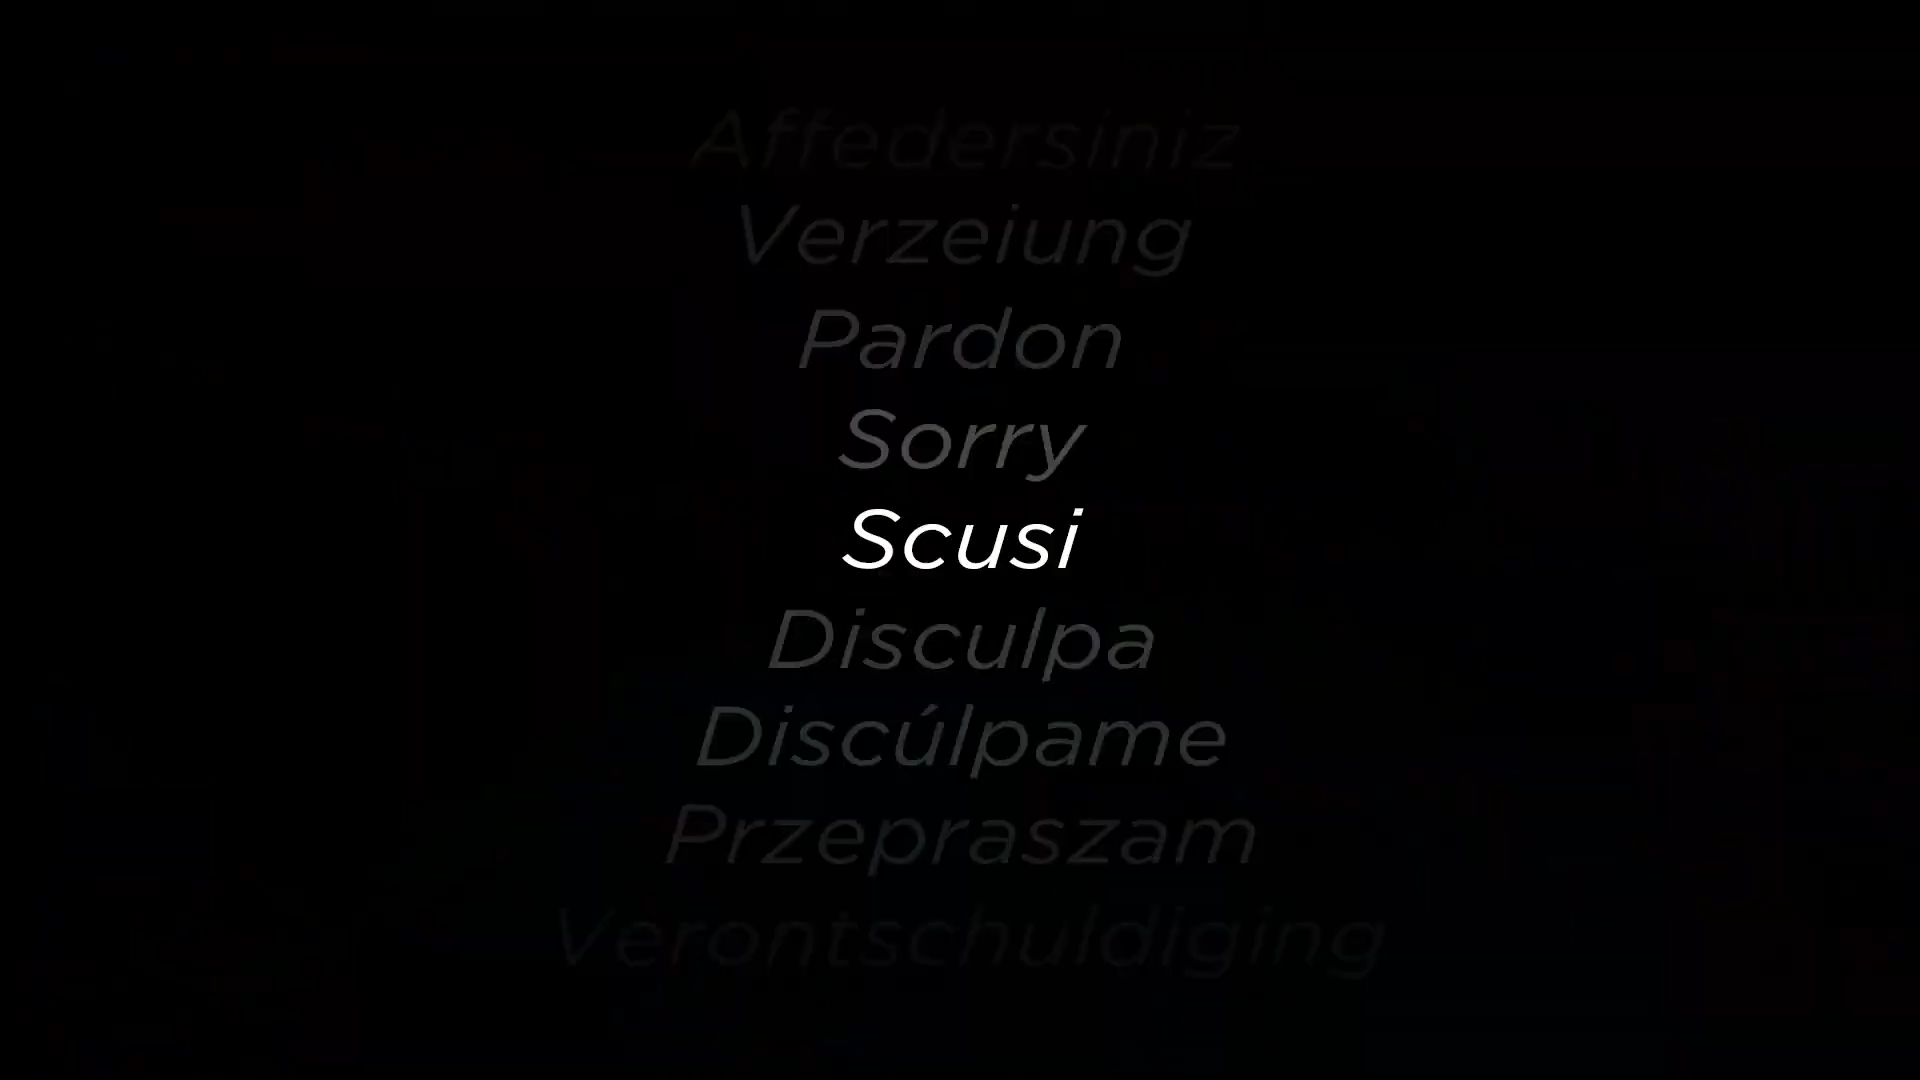 Affedersiniz
Verzeiung
Pardon
Sorry
Scusi
Disculpa
Discúlpame
Przepraszam
Verontschuldiging